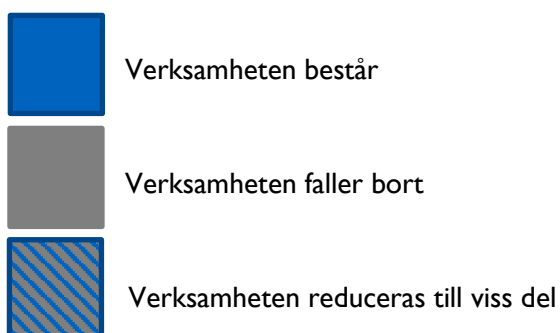 Verksamheten består
Verksamheten faller bort
Verksamheten reduceras till viss del